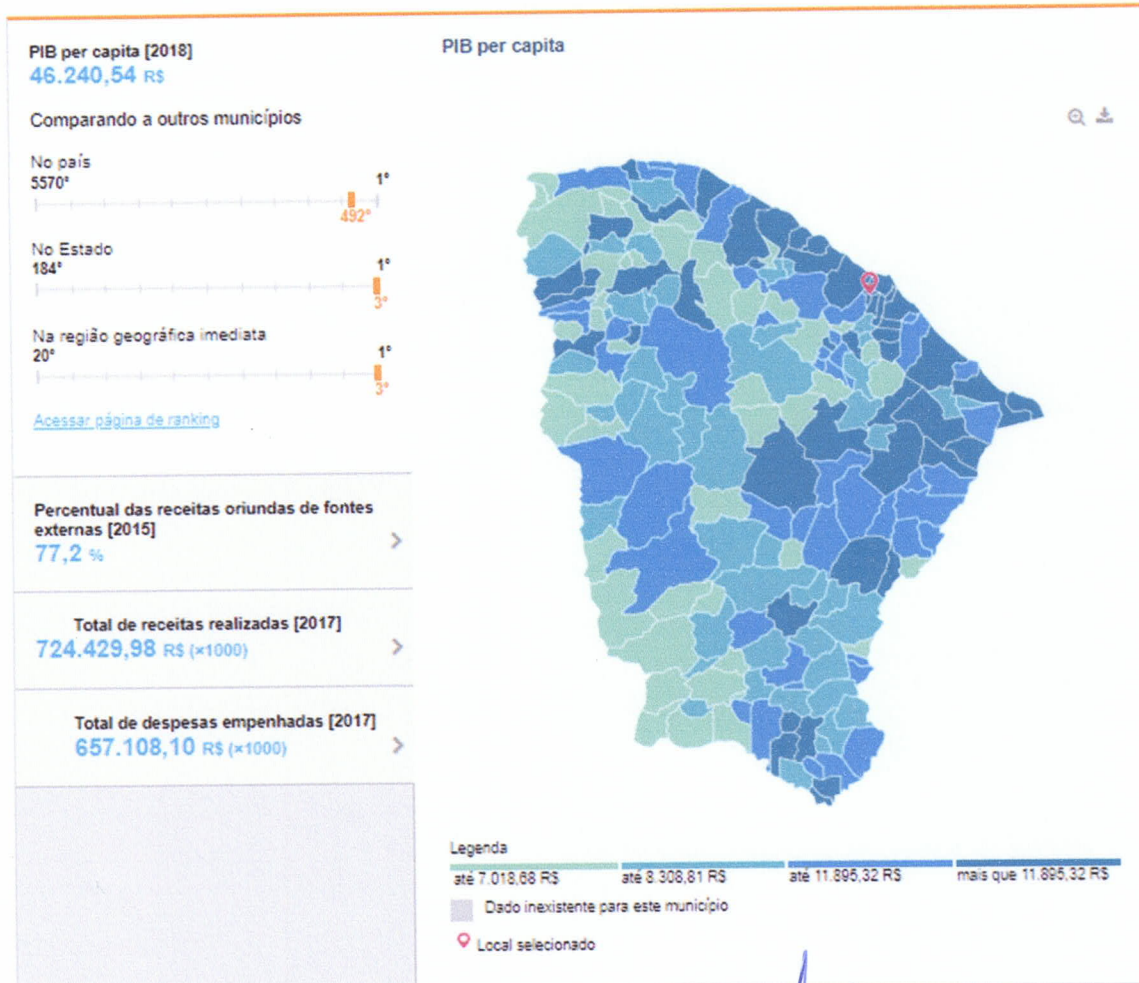 PIB per capita [2018]
46.240,54 R$
Comparando a outros municípios
No país
5570°
1°
492°
No Estado
184°
1°
3°
Na região geográfica imediata
20°
1°
3°
Acessar página de ranking
Percentual das receitas oriundas de fontes
externas [2015]
77,2 %
Total de receitas realizadas [2017]
724.429,98 R$ (×1000)
Total de despesas empenhadas [2017]
657.108,10 R$ (×1000)
PIB per capita
Legenda
até 7.018,68 R$
até 8.308,81 R$
até 11.895,32 R$
mais que 11.895,32 R$
Dado inexistente para este município
Local selecionado